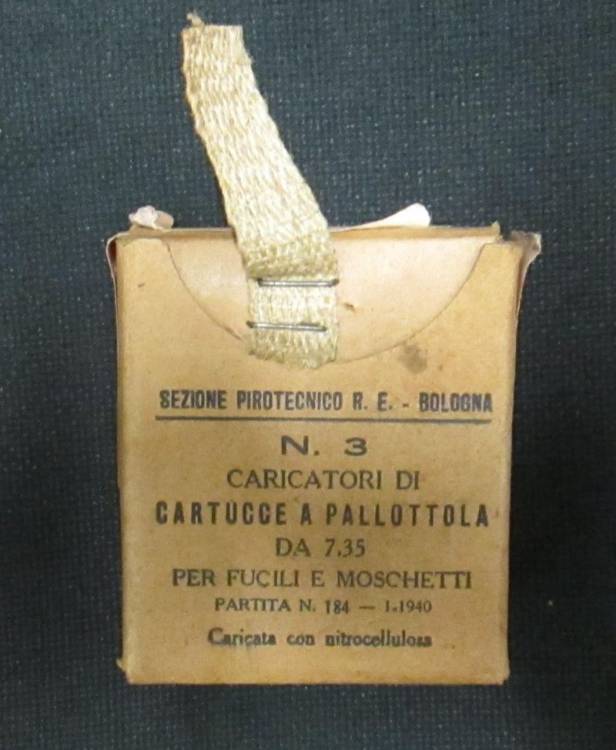 SEZIONE PIROTECNICO R. E. - BOLOGNA
N. 3
CARICATORI DI
CARTUCCE A PALLOTTOLA
DA 7.35
PER FUCILI E MOSCHETTI
PARTITA N. 184 — 1.1940
Caricata con nitrocellulosa